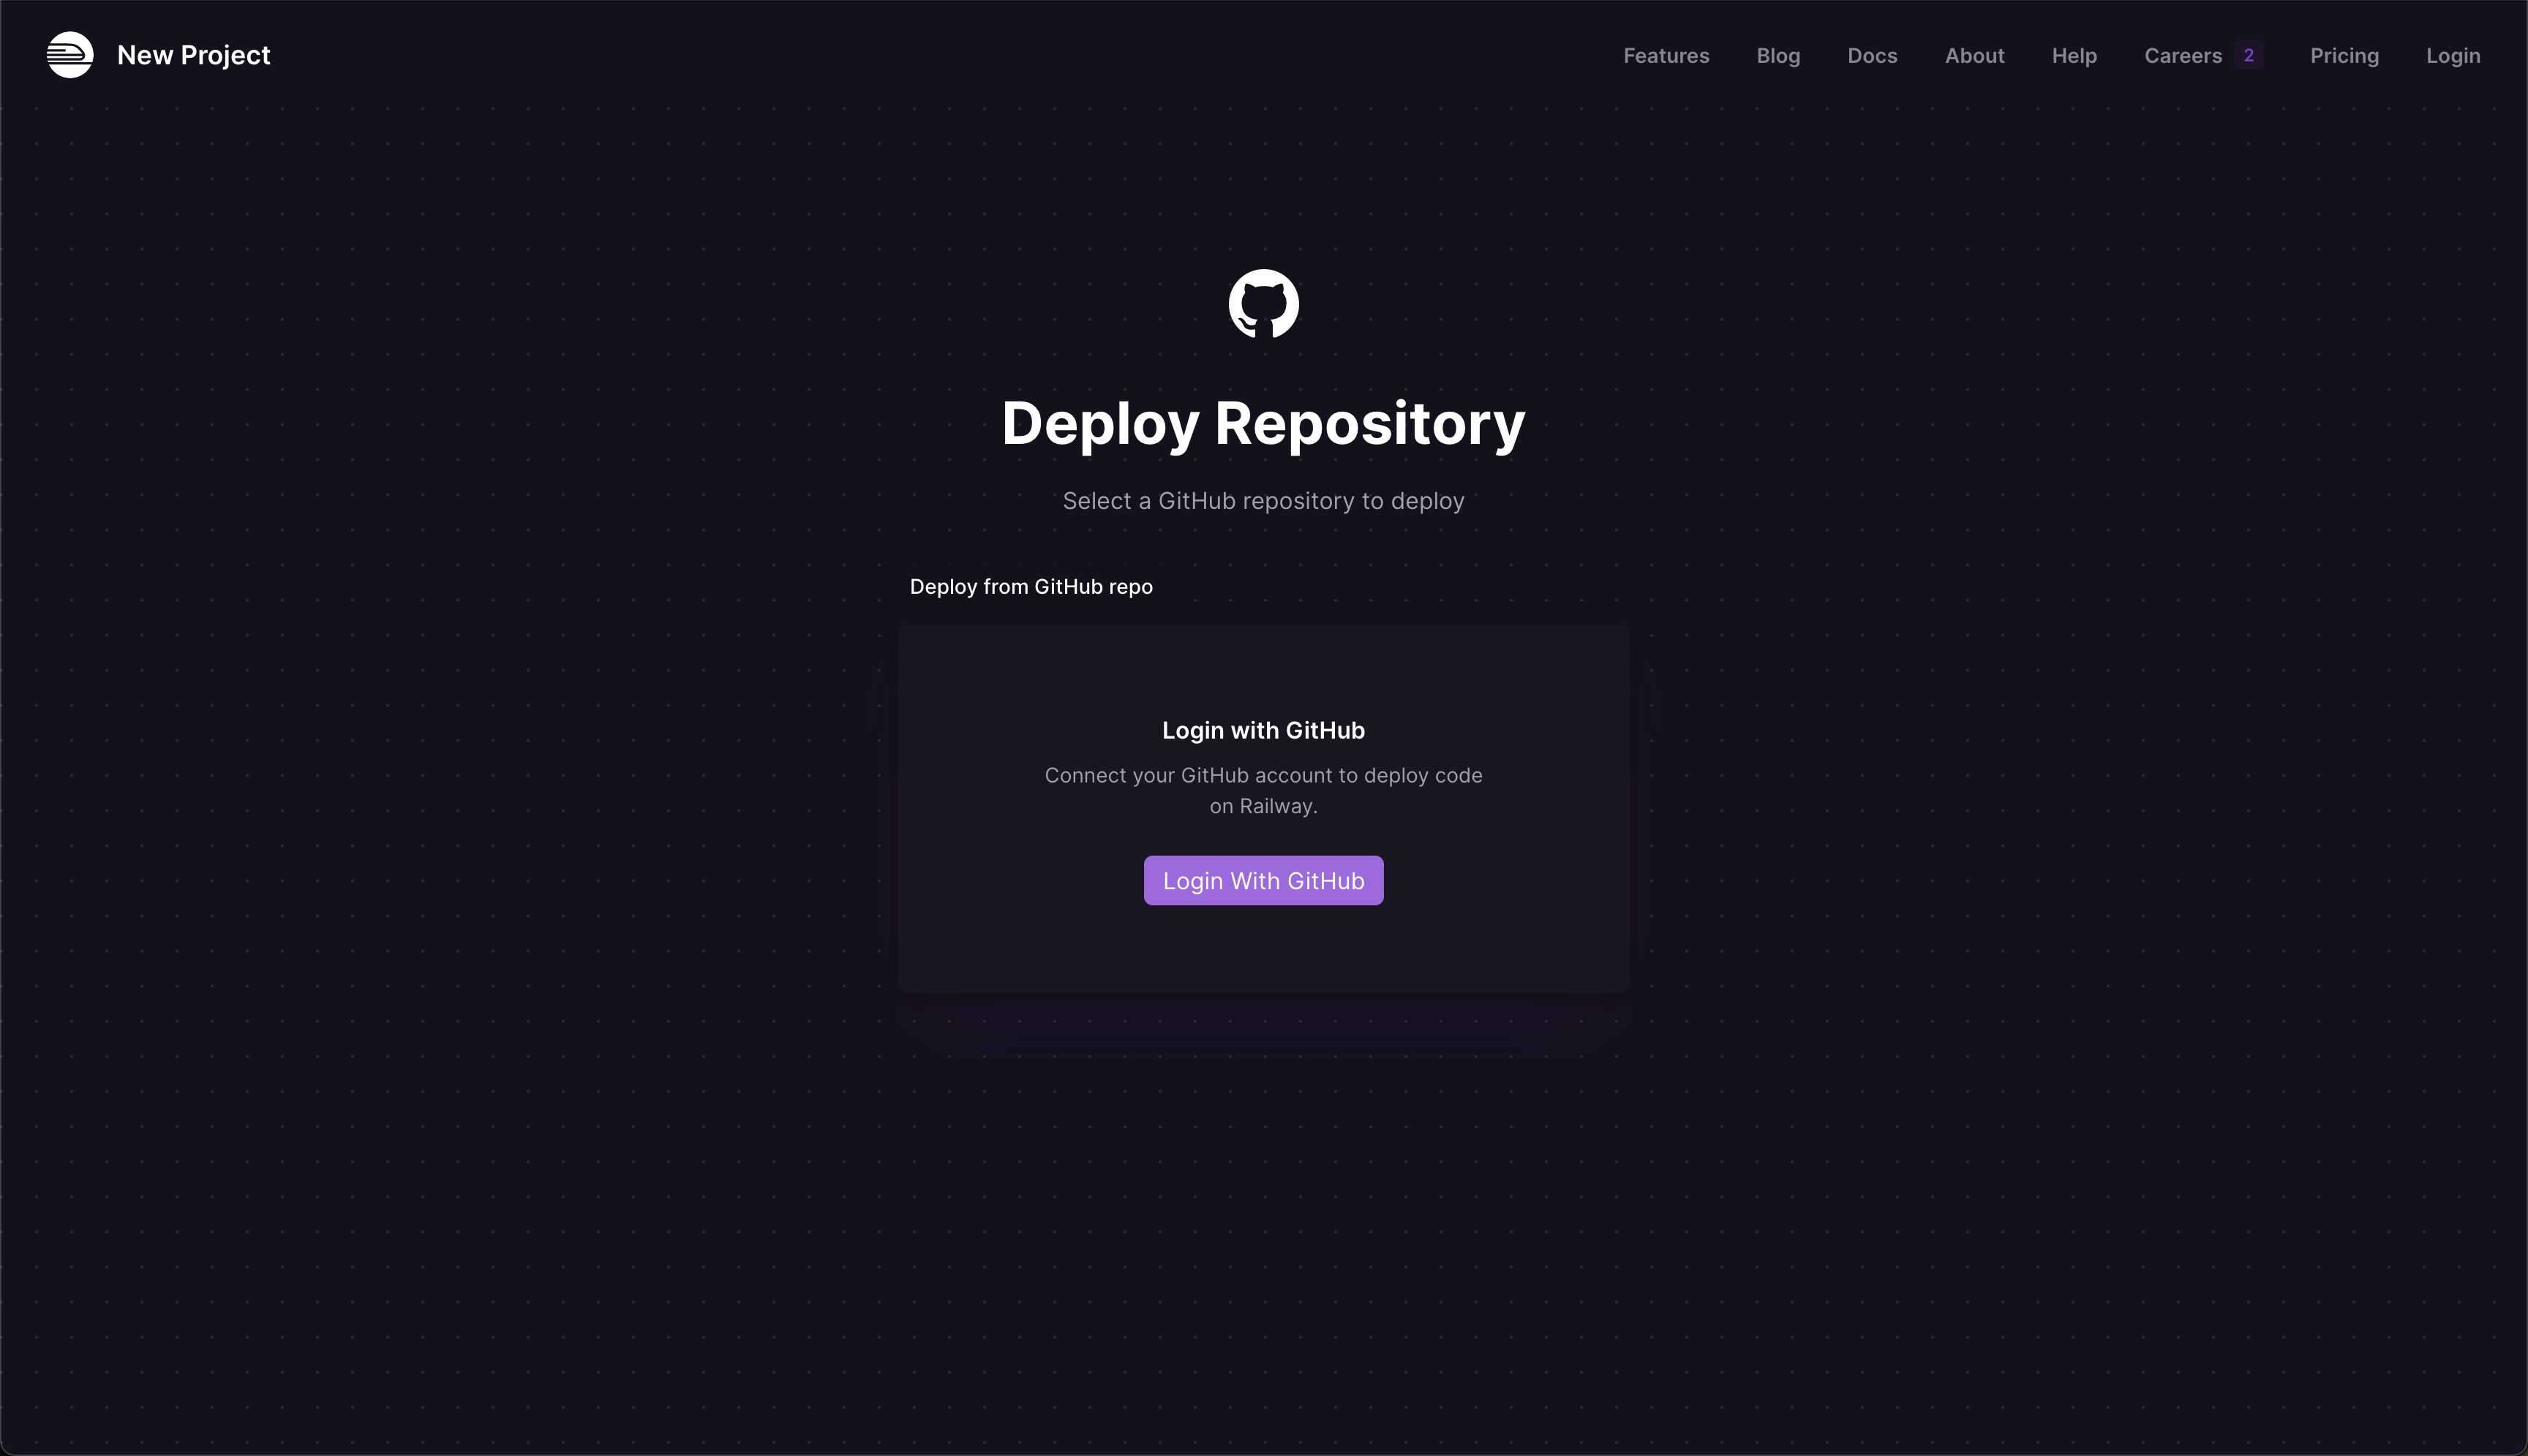 New Project
Features
Blog
Docs
About
Help
Careers 2
Pricing
Login
Deploy Repository
Select a GitHub repository to deploy
Deploy from GitHub repo
Login with GitHub
Connect your GitHub account to deploy code
on Railway.
Login With GitHub